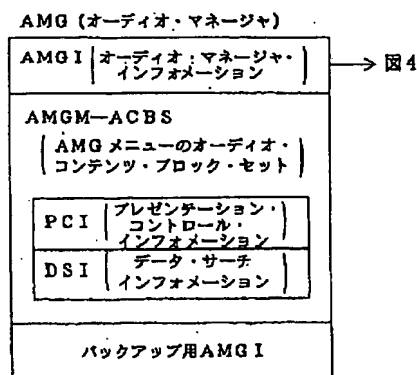 AMG (オーディオ・マネージャ)
AMGI (オーディオ・マネージャ・
インフォメーション) → 図4
AMGM—ACBS
(AMGメニューのオーディオ・
コンテンツ・ブロック・セット)
PCI (プレゼンテーション・
コントロール・
インフォメーション)
DSI (データ・サーチ
インフォメーション)
バックアップ用AMGI